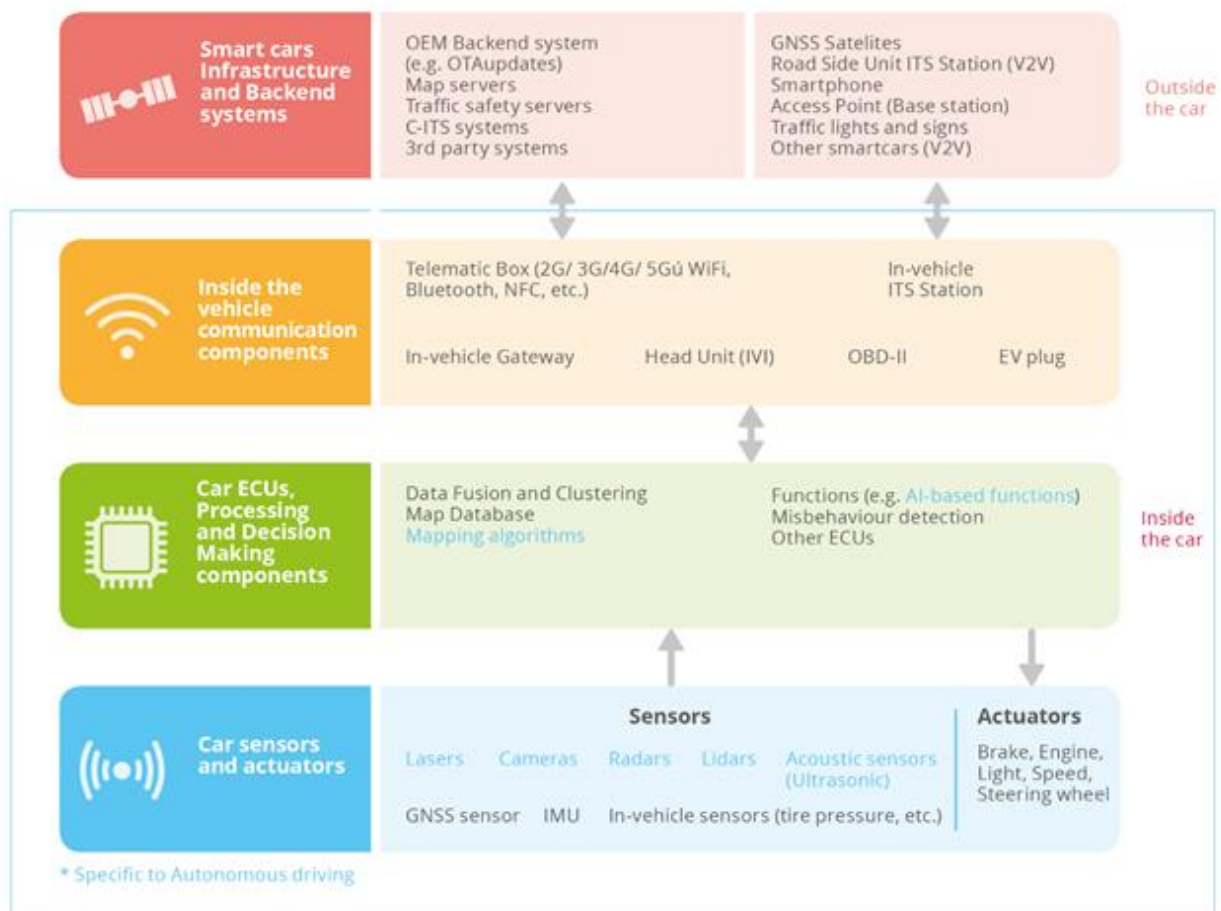 Smart cars
Infrastructure
and Backend
systems
OEM Backend system
(e.g. OTAupdates)
Map servers
Traffic safety servers
C-ITS systems
3rd party systems
GNSS Satelites
Road Side Unit ITS Station (V2V)
Smartphone
Access Point (Base station)
Traffic lights and signs
Other smartcars (V2V)
Outside
the car
Inside the
vehicle
communication
components
Telematic Box (2G/ 3G/4G/ 5Gú WiFi,
Bluetooth, NFC, etc.)
In-vehicle
ITS Station
In-vehicle Gateway
Head Unit (IVI)
OBD-II
EV plug
Car ECUs,
Processing
and Decision
Making
components
Data Fusion and Clustering
Map Database
Mapping algorithms
Functions (e.g. AI-based functions)
Misbehaviour detection
Other ECUs
Inside
the car
Car sensors
and actuators
Sensors
Lasers
Cameras
Radars
Lidars
Acoustic sensors
(Ultrasonic)
GNSS sensor
IMU
In-vehicle sensors (tire pressure, etc.)
Actuators
Brake, Engine,
Light, Speed,
Steering wheel
* Specific to Autonomous driving